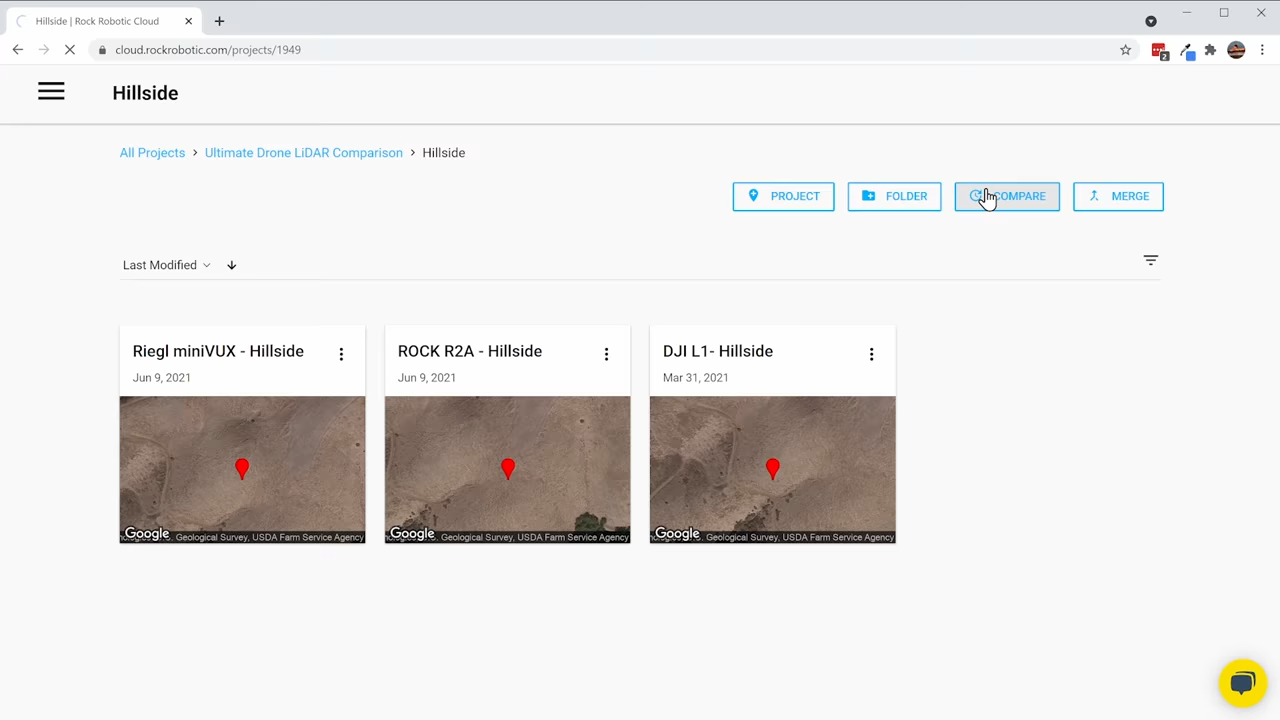 Hillside | Rock Robotic Cloud
cloud.rockrobotic.com/projects/1949
2
Hillside
All Projects > Ultimate Drone LiDAR Comparison > Hillside
PROJECT FOLDER COMPARE MERGE
Last Modified
Riegl miniVUX - Hillside
Jun 9, 2021
Google
Geological Survey, USDA Farm Service Agency
ROCK R2A - Hillside
Jun 9, 2021
Google
Geological Survey, USDA Farm Service Agency
DJI L1- Hillside
Mar 31, 2021
Google
Geological Survey, USDA Farm Service Agency